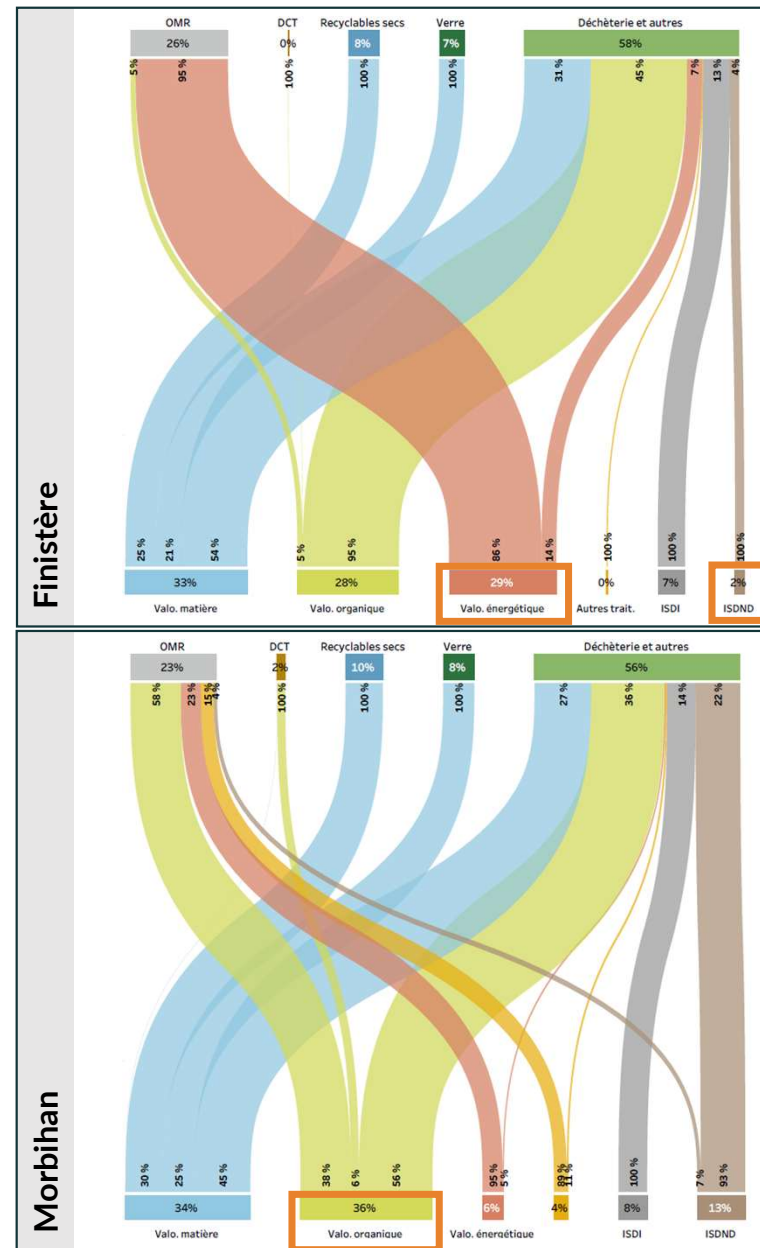 Finistère
OMR DCT Recyclables secs Verre Déchèterie et autres
26% 0% 8% 7% 58%
5 % 95 % 100 % 100 % 100 % 31 % 45 % 7 % 13 % 4 %
25 % 21 % 54 % 5 % 95 % 86 % 14 % 100 % 100 % 100 %
33% 28% 29% 0% 7% 2%
Valo. matière Valo. organique Valo. énergétique Autres trait. ISDI ISDND
Morbihan
OMR DCT Recyclables secs Verre Déchèterie et autres
23% 2% 10% 8% 56%
58 % 23 % 15 % 4 % 100 % 100 % 100 % 27 % 36 % 14 % 22 %
30 % 25 % 45 % 38 % 6 % 56 % 95 % 5 % 89 % 11 % 100 % 7 % 93 %
34% 36% 6% 4% 8% 13%
Valo. matière Valo. organique Valo. énergétique ISDI ISDND